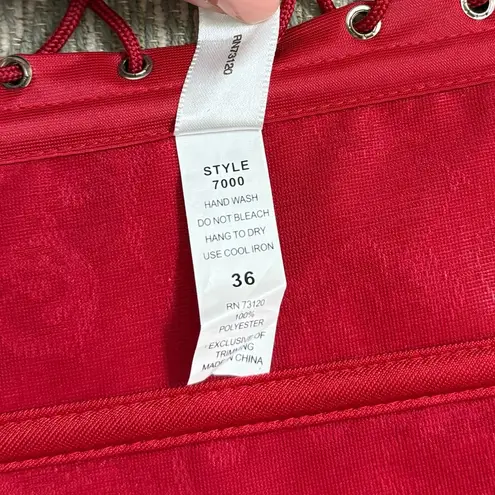 RN73120
STYLE
7000
HAND WASH
DO NOT BLEACH
HANG TO DRY
USE COOL IRON
36
RN 73120
100%
POLYESTER
EXCLUSIVE OF
TRIMMING
MADE IN CHINA